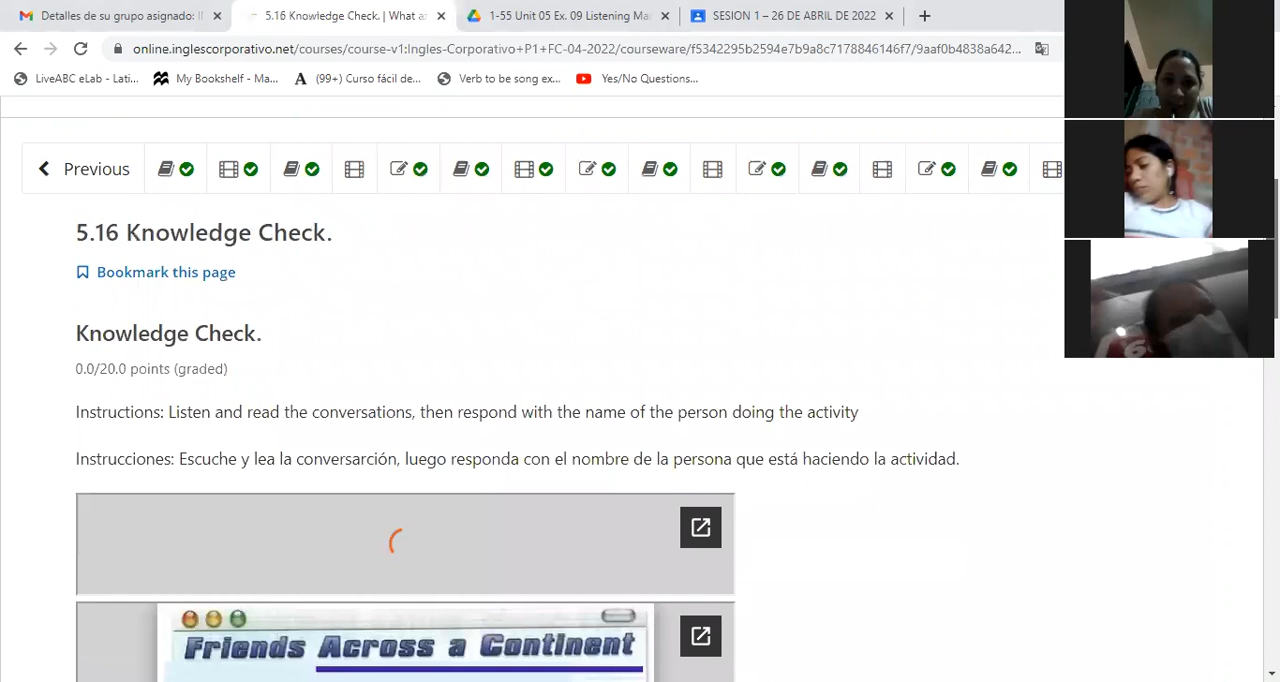 Detalles de su grupo asignado: II
5.16 Knowledge Check. | What a
1-55 Unit 05 Ex. 09 Listening Ma
SESION 1 – 26 DE ABRIL DE 2022
online.inglescorporativo.net/courses/course-v1:Ingles-Corporativo+P1+FC-04-2022/courseware/f5342295b2594e7b9a8c7178846146f7/9aaf0b4838a642...
LiveABC eLab - Lati...
My Bookshelf - Ma...
(99+) Curso fácil de...
Verb to be song ex...
Yes/No Questions...
Previous
5.16 Knowledge Check.
Bookmark this page
Knowledge Check.
0.0/20.0 points (graded)
Instructions: Listen and read the conversations, then respond with the name of the person doing the activity
Instrucciones: Escuche y lea la conversarción, luego responda con el nombre de la persona que está haciendo la actividad.
Friends Across a Continent